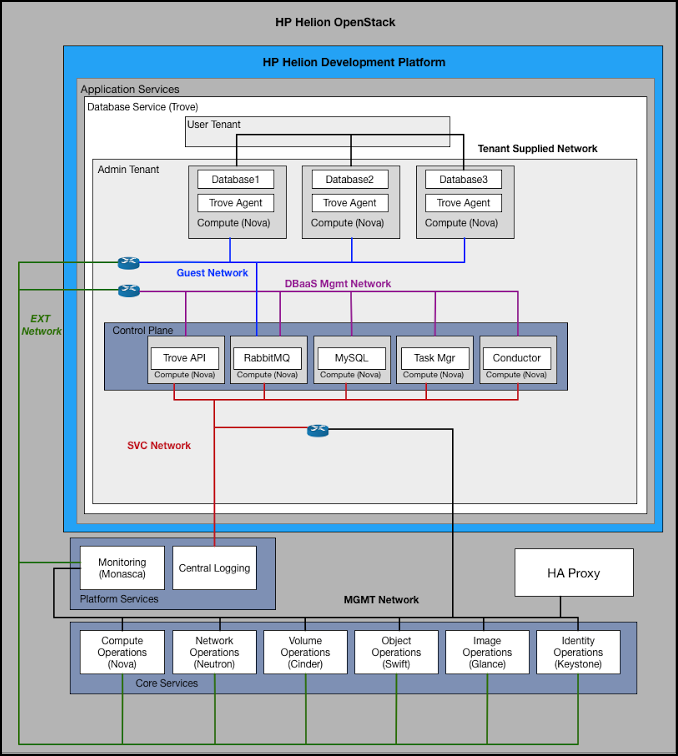 HP Helion OpenStack
HP Helion Development Platform
Application Services
Database Service (Trove)
User Tenant
Tenant Supplied Network
Admin Tenant
Database1
Trove Agent
Compute (Nova)
Database2
Trove Agent
Compute (Nova)
Database3
Trove Agent
Compute (Nova)
Guest Network
DBaaS Mgmt Network
EXT
Network
Control Plane
Trove API
Compute (Nova)
RabbitMQ
Compute (Nova)
MySQL
Compute (Nova)
Task Mgr
Compute (Nova)
Conductor
Compute (Nova)
SVC Network
Monitoring
(Monasca)
Central Logging
Platform Services
HA Proxy
MGMT Network
Compute
Operations
(Nova)
Network
Operations
(Neutron)
Volume
Operations
(Cinder)
Object
Operations
(Swift)
Image
Operations
(Glance)
Identity
Operations
(Keystone)
Core Services